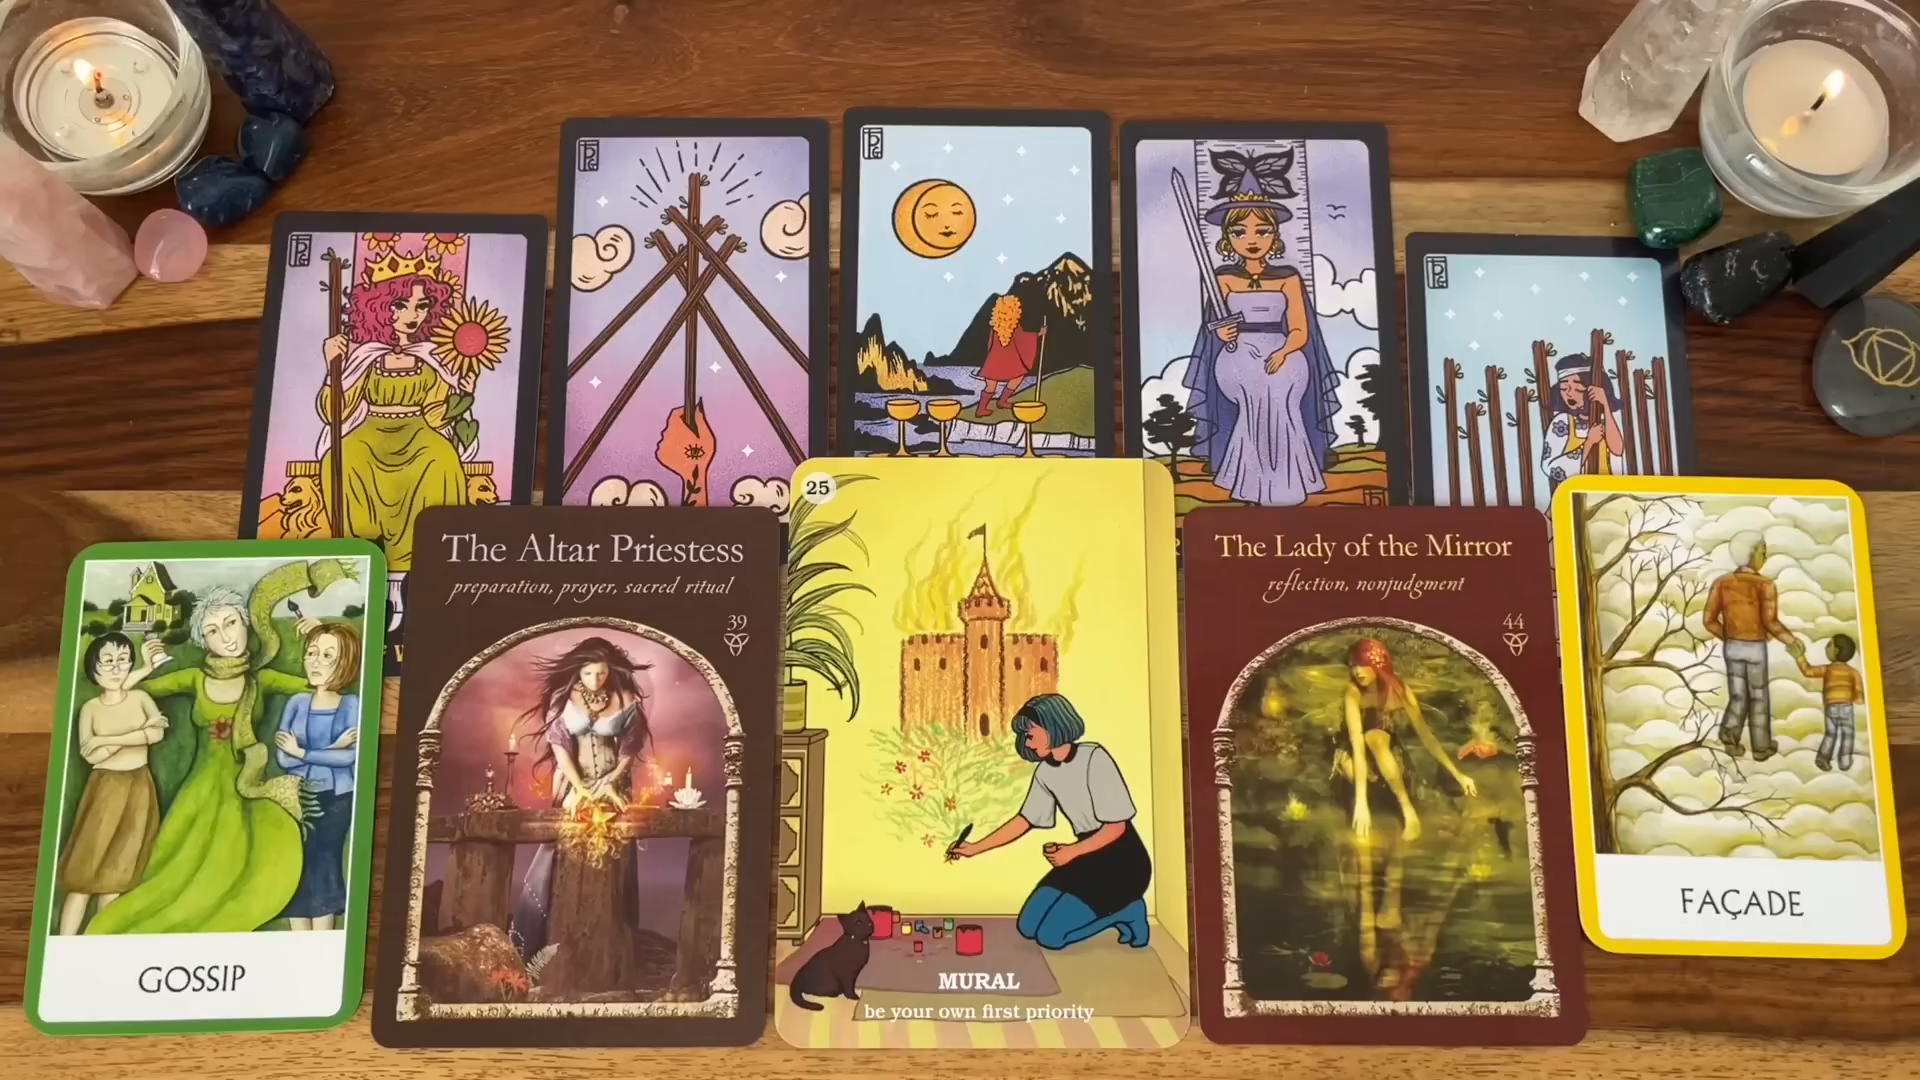 The Altar Priestess
preparation, prayer, sacred ritual
39
25
The Lady of the Mirror
reflection, nonjudgment
44
GOSSIP
MURAL
be your own first priority
FAÇADE